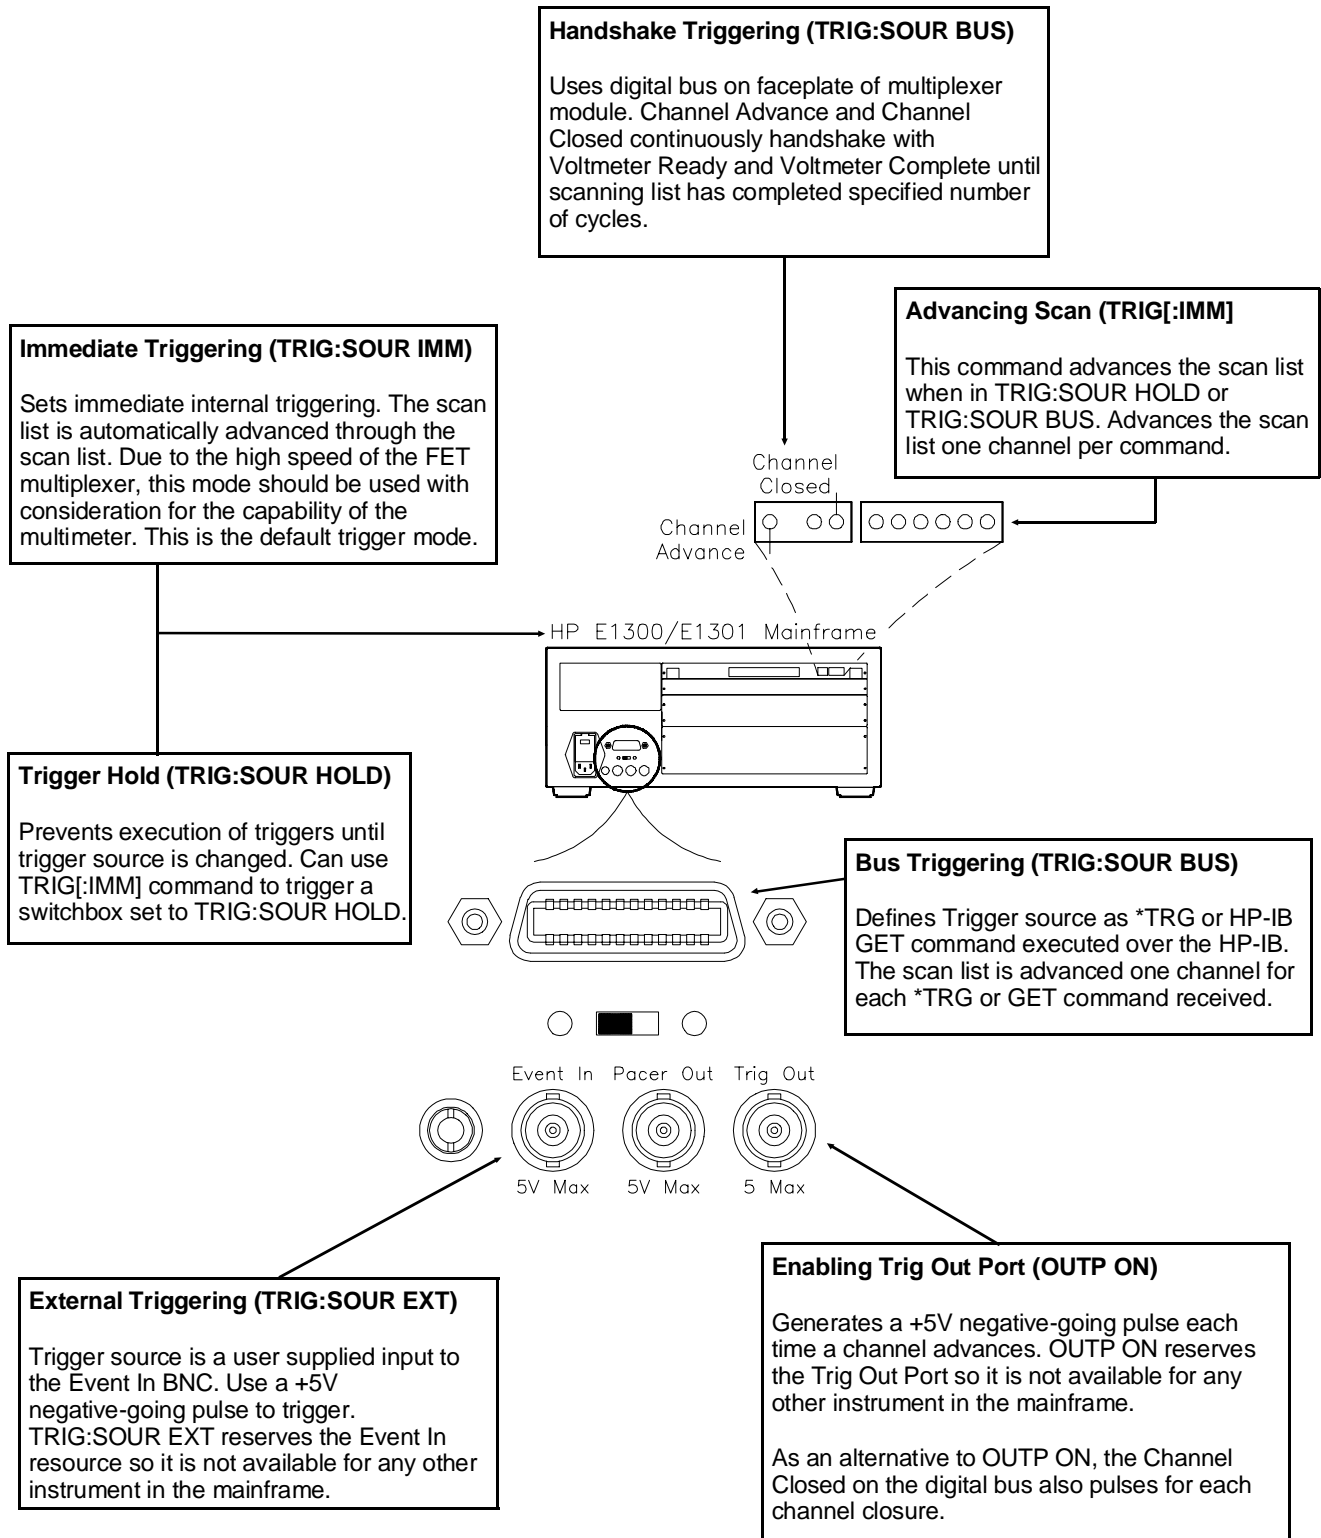 Handshake Triggering (TRIG:SOUR BUS)
Uses digital bus on faceplate of multiplexer
module. Channel Advance and Channel
Closed continuously handshake with
Voltmeter Ready and Voltmeter Complete until
scanning list has completed specified number
of cycles.
Advancing Scan (TRIG[:IMM]
This command advances the scan list
when in TRIG:SOUR HOLD or
TRIG:SOUR BUS. Advances the scan
list one channel per command.
Immediate Triggering (TRIG:SOUR IMM)
Sets immediate internal triggering. The scan
list is automatically advanced through the
scan list. Due to the high speed of the FET
multiplexer, this mode should be used with
consideration for the capability of the
multimeter. This is the default trigger mode.
Channel
Closed
Channel
Advance
HP E1300/E1301 Mainframe
Trigger Hold (TRIG:SOUR HOLD)
Prevents execution of triggers until
trigger source is changed. Can use
TRIG[:IMM] command to trigger a
switchbox set to TRIG:SOUR HOLD.
Bus Triggering (TRIG:SOUR BUS)
Defines Trigger source as *TRG or HP-IB
GET command executed over the HP-IB.
The scan list is advanced one channel for
each *TRG or GET command received.
Event In Pacer Out Trig Out
5V Max 5V Max 5 Max
External Triggering (TRIG:SOUR EXT)
Trigger source is a user supplied input to
the Event In BNC. Use a +5V
negative-going pulse to trigger.
TRIG:SOUR EXT reserves the Event In
resource so it is not available for any other
instrument in the mainframe.
Enabling Trig Out Port (OUTP ON)
Generates a +5V negative-going pulse each
time a channel advances. OUTP ON reserves
the Trig Out Port so it is not available for any
other instrument in the mainframe.
As an alternative to OUTP ON, the Channel
Closed on the digital bus also pulses for each
channel closure.